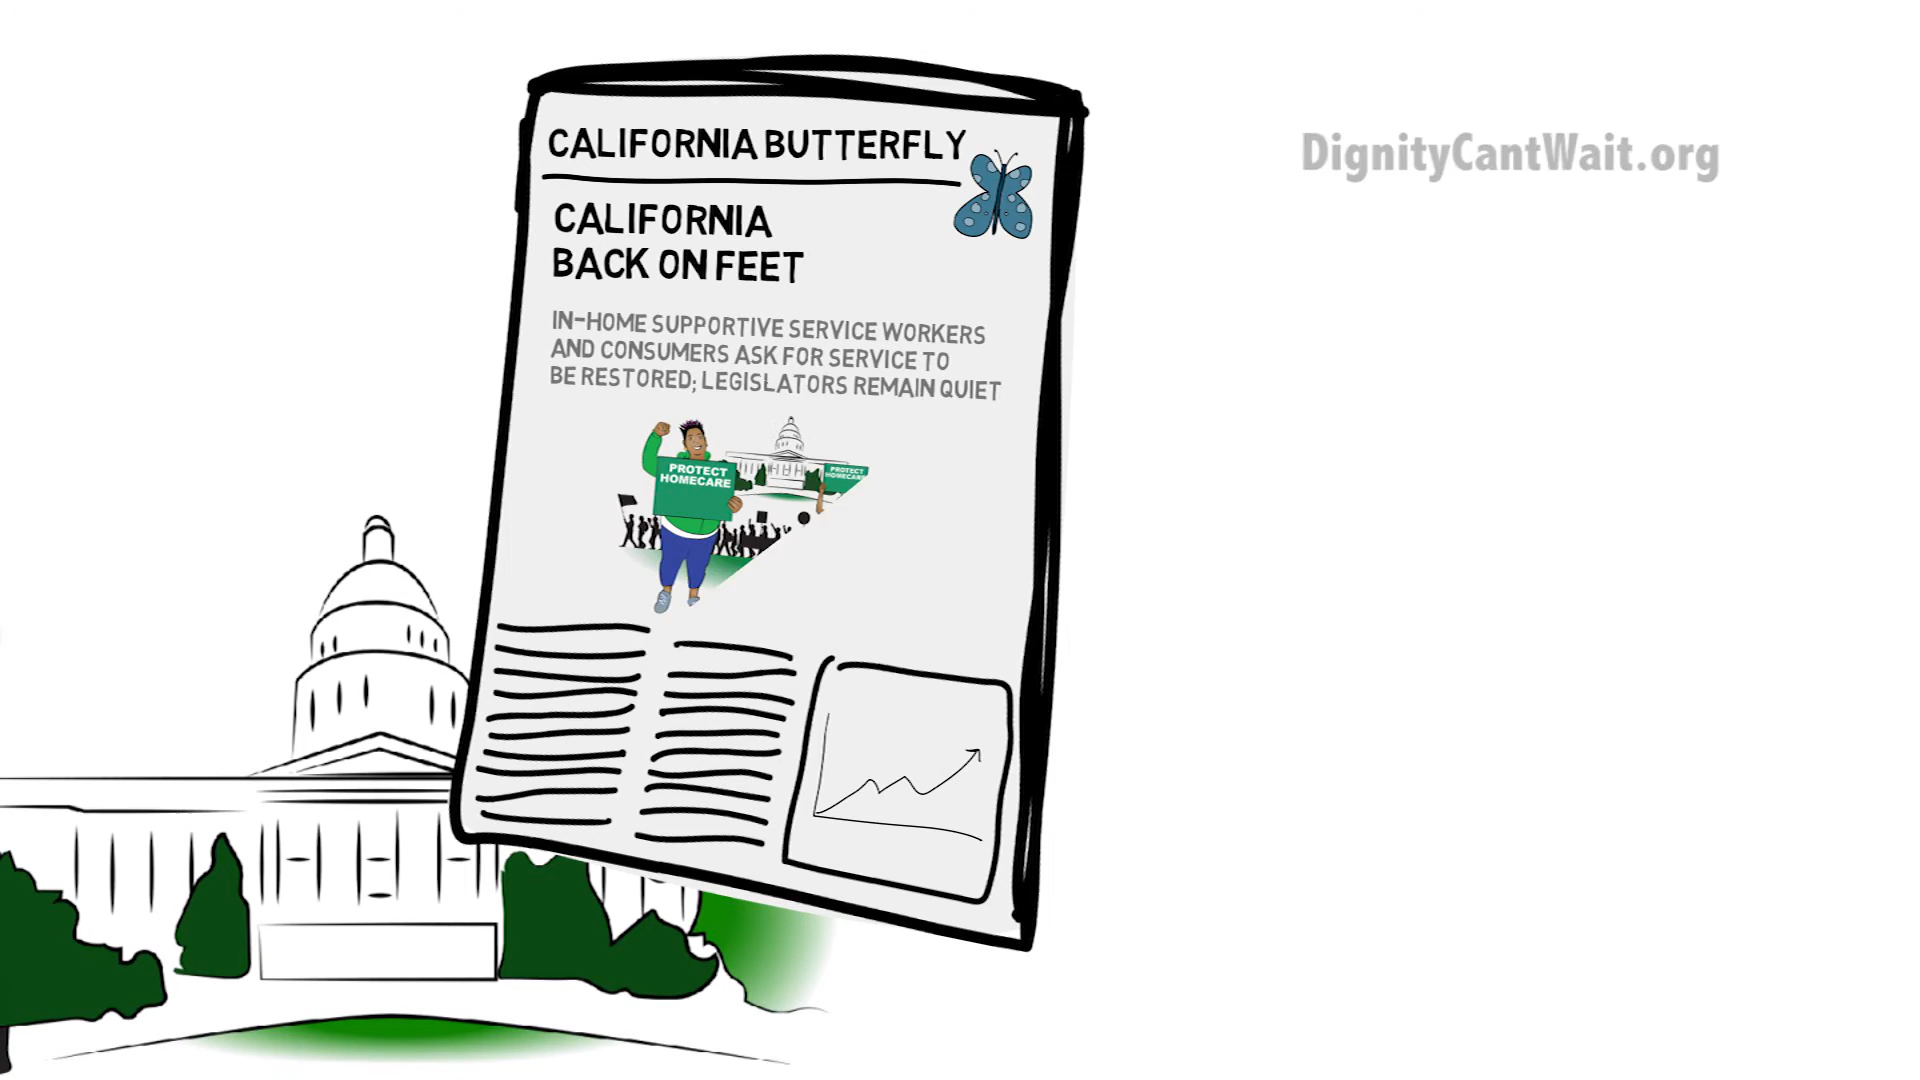 CALIFORNIA BUTTERFLY
DignityCantWait.org
CALIFORNIA
BACK ON FEET
IN-HOME SUPPORTIVE SERVICE WORKERS
AND CONSUMERS ASK FOR SERVICE TO
BE RESTORED; LEGISLATORS REMAIN QUIET
PROTECT
HOMECARE
PROTECT
HOMECARE